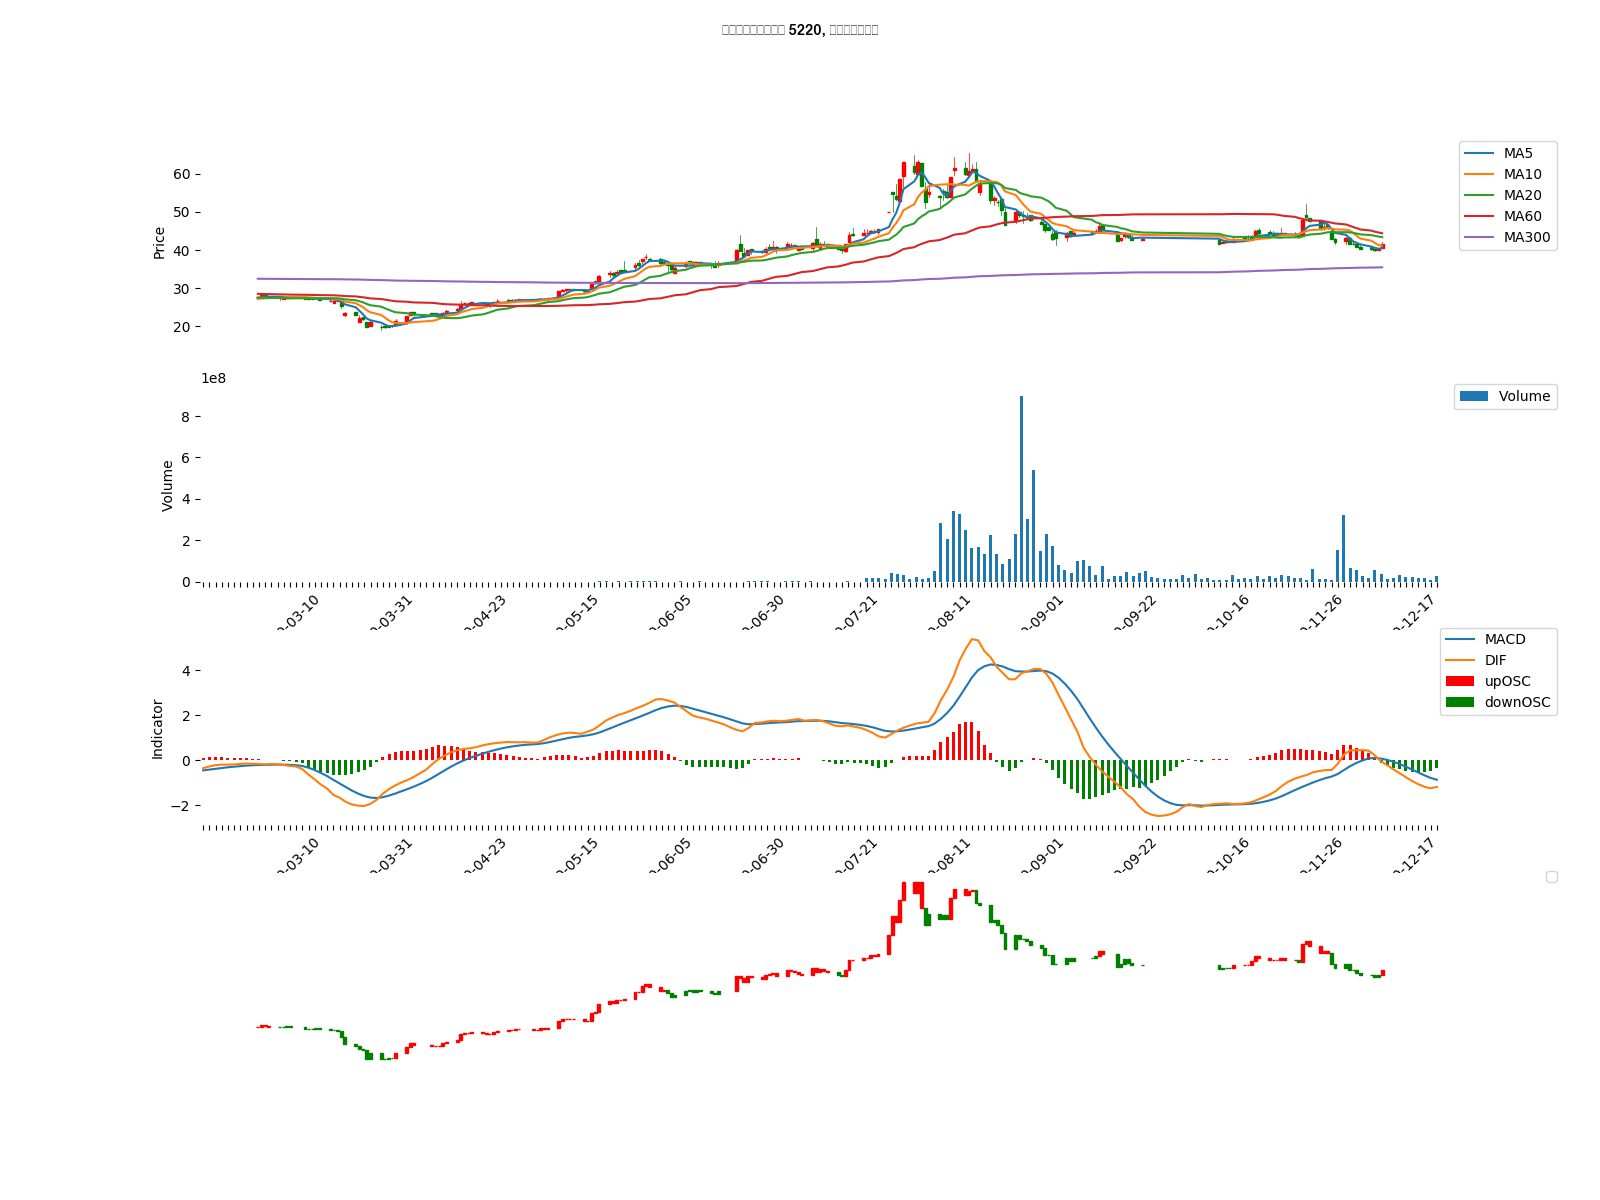 5220,
60
50
40
30
20
Price
MA5
MA10
MA20
MA60
MA300
1e8
8
6
4
2
0
Volume
Volume
-03-10
-03-31
-04-23
-05-15
-06-05
-06-30
-07-21
-08-11
-09-01
-09-22
-10-16
-11-26
-12-17
4
2
0
−2
Indicator
MACD
DIF
upOSC
downOSC
-03-10
-03-31
-04-23
-05-15
-06-05
-06-30
-07-21
-08-11
-09-01
-09-22
-10-16
-11-26
-12-17